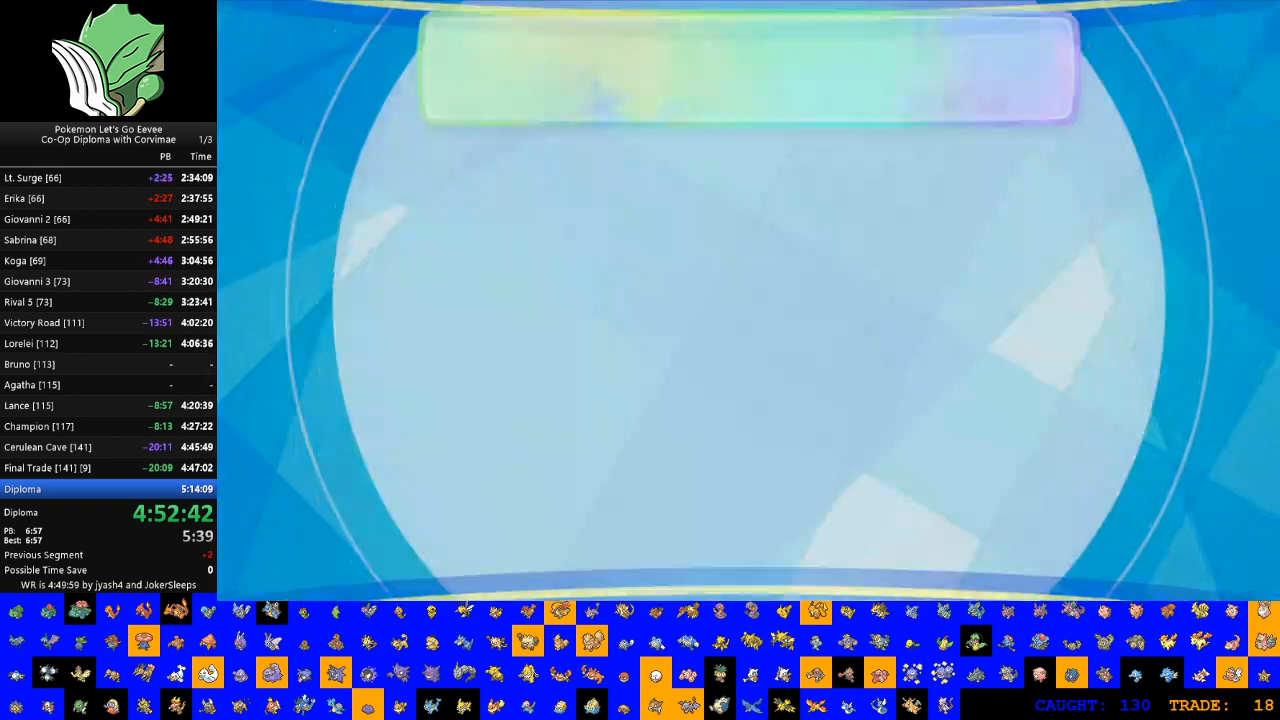 Pokemon Let's Go Eevee
Co-Op Diploma with Corvimae 1/3
PB Time
Lt. Surge [66] +2:25 2:34:09
Erika [66] +2:27 2:37:55
Giovanni 2 [66] +4:41 2:49:21
Sabrina [68] +4:48 2:55:56
Koga [69] +4:46 3:04:56
Giovanni 3 [73] −8:41 3:20:30
Rival 5 [73] −8:29 3:23:41
Victory Road [111] −13:51 4:02:20
Lorelei [112] −13:21 4:06:36
Bruno [113] - -
Agatha [115] - -
Lance [115] −8:57 4:20:39
Champion [117] −8:13 4:27:22
Cerulean Cave [141] −20:11 4:45:49
Final Trade [141] [9] −20:09 4:47:02
Diploma 5:14:09
Diploma 4:52:42
PB: 6:57
Best: 6:57 5:39
Previous Segment +2
Possible Time Save 0
WR is 4:49:59 by jyash4 and JokerSleeps
CAUGHT: 130 TRADE: 18